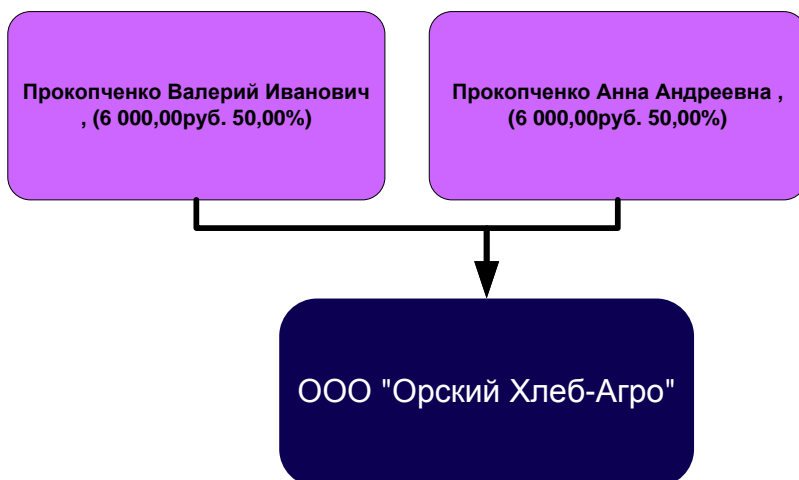 Прокопченко Валерий Иванович
, (6 000,00руб. 50,00%)
Прокопченко Анна Андреевна ,
(6 000,00руб. 50,00%)
ООО "Орский Хлеб-Агро"